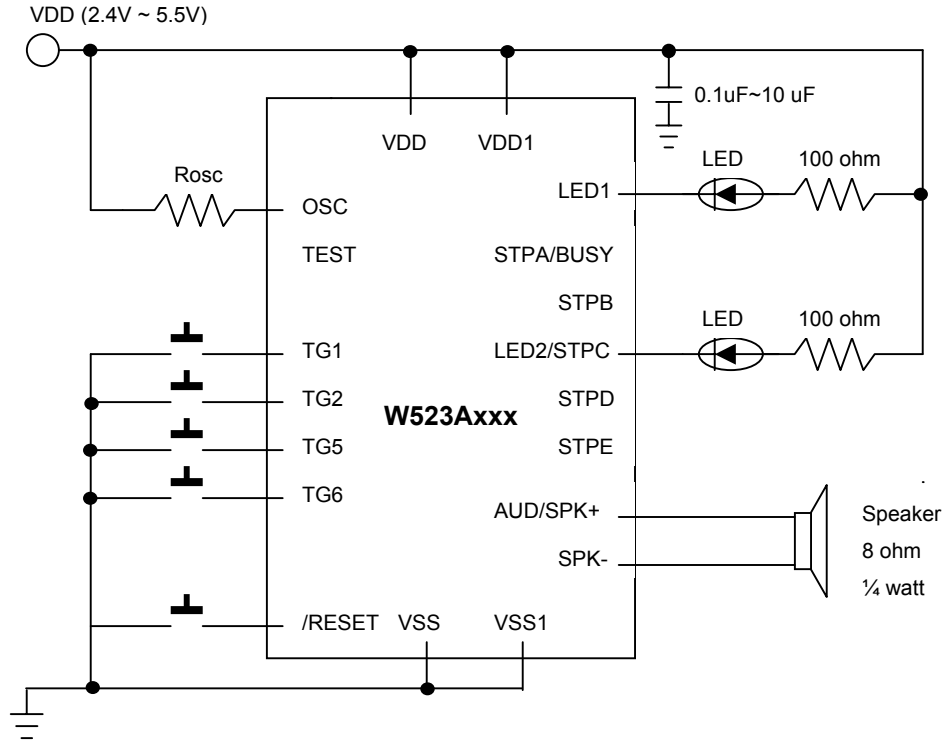 VDD (2.4V ~ 5.5V)
0.1uF~10 uF
VDD VDD1
LED 100 ohm
Rosc
LED1
OSC
TEST STPA/BUSY
STPB
LED 100 ohm
TG1 LED2/STPC
TG2 STPD
W523Axxx
TG5 STPE
TG6
AUD/SPK+
Speaker
SPK-
8 ohm
¼ watt
/RESET VSS VSS1